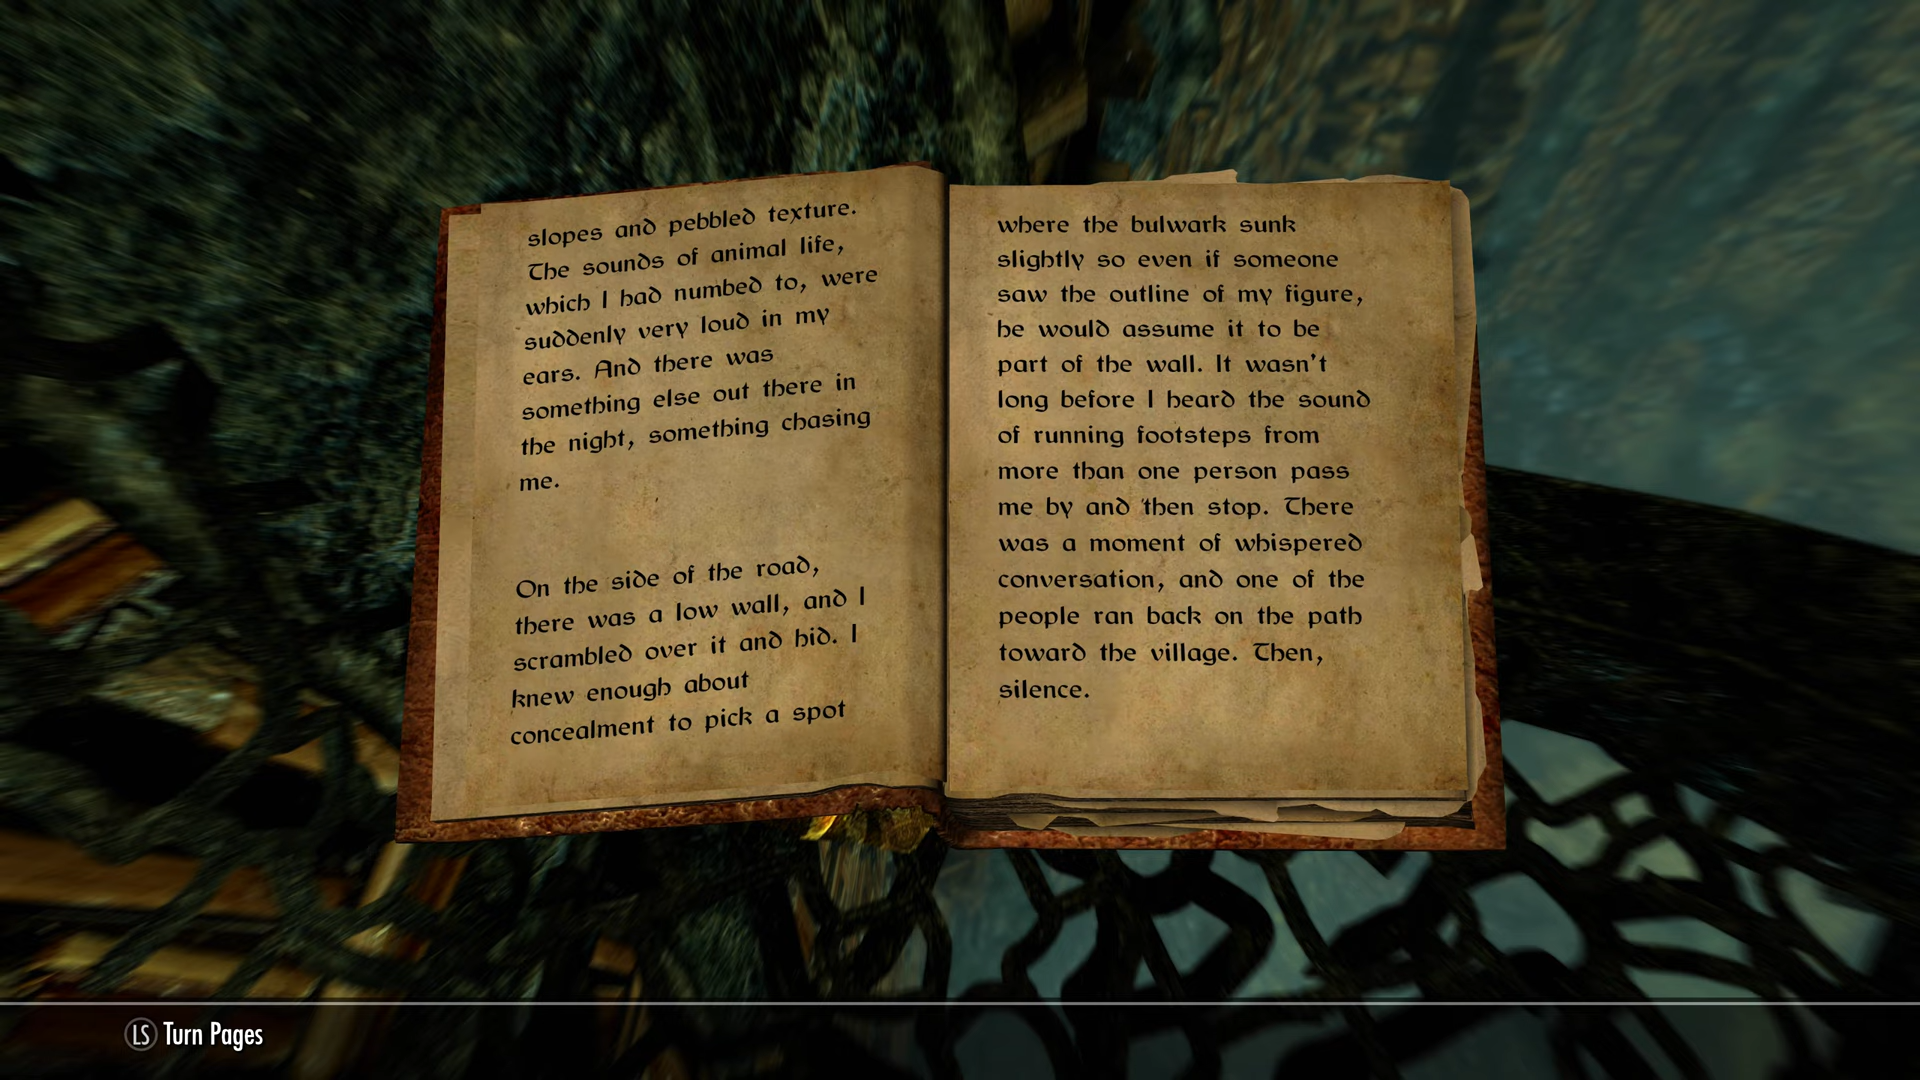 slopes and pebbled texture.
The sounds of animal life,
which I had numbed to, were
suddenly very loud in my
ears. And there was
something else out there in
the night, something chasing
me.
On the side of the road,
there was a low wall, and I
scrambled over it and hid. I
knew enough about
concealment to pick a spot
where the bulwark sunk
slightly so even if someone
saw the outline of my figure,
he would assume it to be
part of the wall. It wasn't
long before I heard the sound
of running footsteps from
more than one person pass
me by and then stop. There
was a moment of whispered
conversation, and one of the
people ran back on the path
toward the village. Then,
silence.
LS Turn Pages